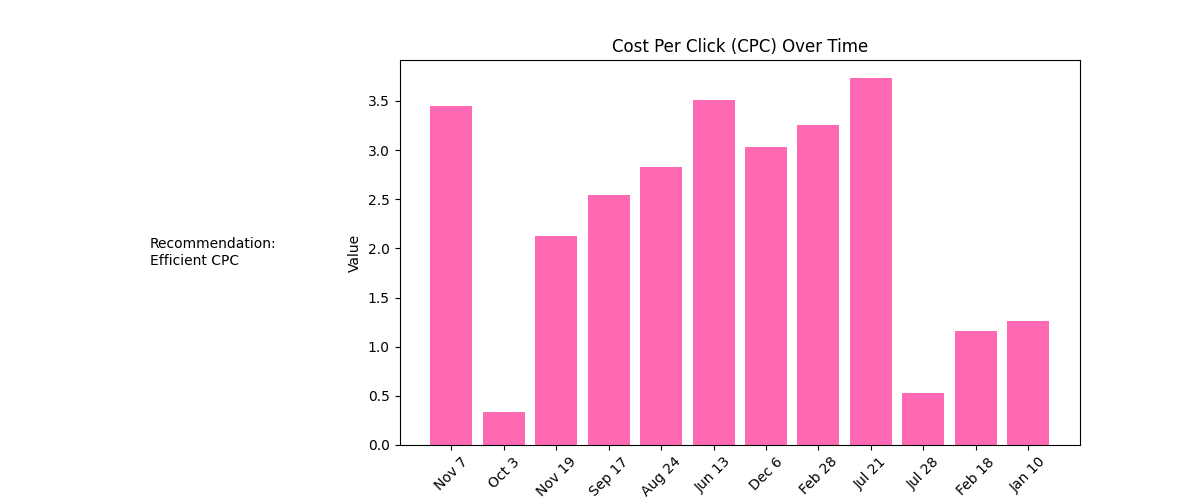 Cost Per Click (CPC) Over Time
Recommendation:
Efficient CPC
Value
3.5
3.0
2.5
2.0
1.5
1.0
0.5
0.0
Nov 7
Oct 3
Nov 19
Sep 17
Aug 24
Jun 13
Dec 6
Feb 28
Jul 21
Jul 28
Feb 18
Jan 10